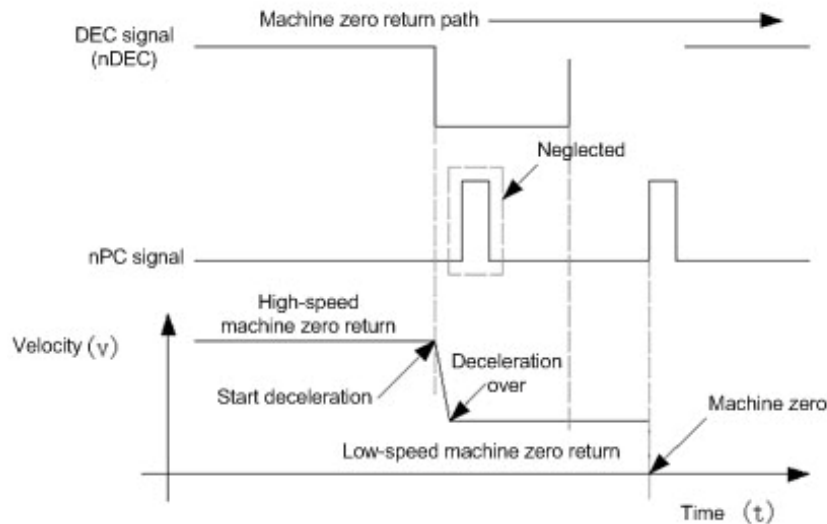 Machine zero return path
DEC signal
(nDEC)
Neglected
nPC signal
High-speed
machine zero return
Velocity (v)
Deceleration
over
Start deceleration
Machine zero
Low-speed machine zero return
Time (t)